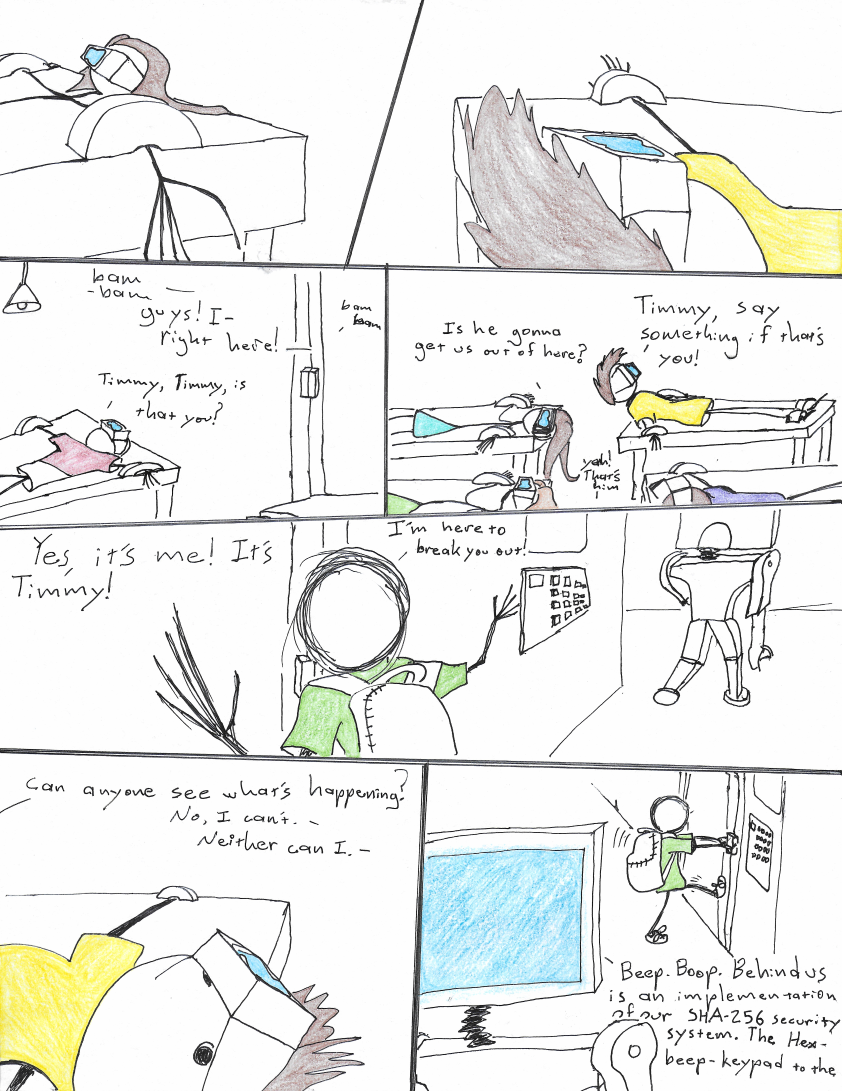 bam
-bam
guys! I-
right here!
bam
bam
Timmy, Timmy, is
that you?
Is he gonna
get us out of here?
Timmy, say
something if that's
you!
yah!
That's
him
Yes, it's me! It's
Timmy!
I'm here to
break you out!
Can anyone see what's happening?
No, I can't.
Neither can I.
Beep. Boop. Behind us
is an implementation
of our SHA-256 security
system. The Hex-
beep-keypad to the